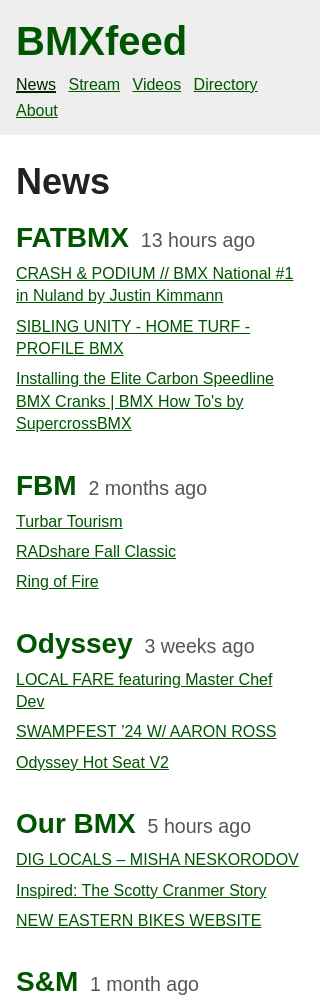 BMXfeed
News Stream Videos Directory
About
News
FATBMX 13 hours ago
CRASH & PODIUM // BMX National #1
in Nuland by Justin Kimmann
SIBLING UNITY - HOME TURF -
PROFILE BMX
Installing the Elite Carbon Speedline
BMX Cranks | BMX How To's by
SupercrossBMX
FBM 2 months ago
Turbar Tourism
RADshare Fall Classic
Ring of Fire
Odyssey 3 weeks ago
LOCAL FARE featuring Master Chef
Dev
SWAMPFEST ’24 W/ AARON ROSS
Odyssey Hot Seat V2
Our BMX 5 hours ago
DIG LOCALS – MISHA NESKORODOV
Inspired: The Scotty Cranmer Story
NEW EASTERN BIKES WEBSITE
S&M 1 month ago